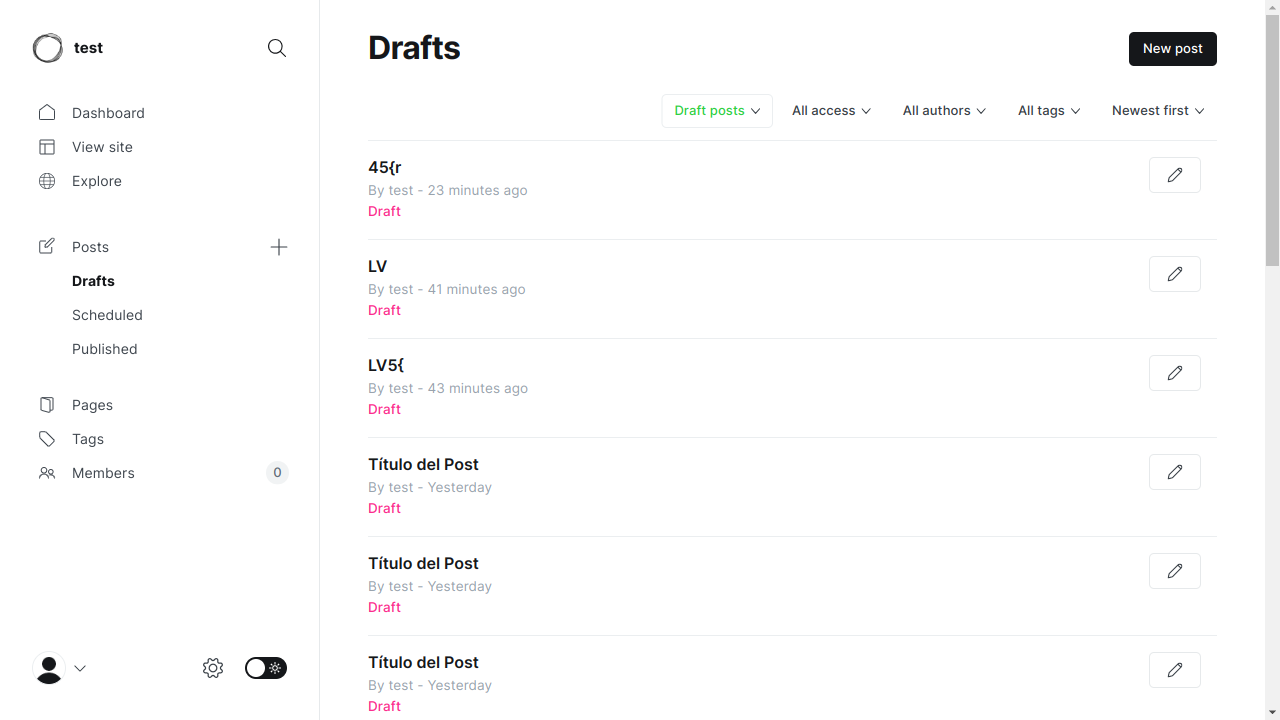 test
Dashboard
View site
Explore
Posts
Drafts
Scheduled
Published
Pages
Tags
Members 0
Drafts
New post
Draft posts All access All authors All tags Newest first
45{r
By test - 23 minutes ago
Draft
LV
By test - 41 minutes ago
Draft
LV5{
By test - 43 minutes ago
Draft
Título del Post
By test - Yesterday
Draft
Título del Post
By test - Yesterday
Draft
Título del Post
By test - Yesterday
Draft